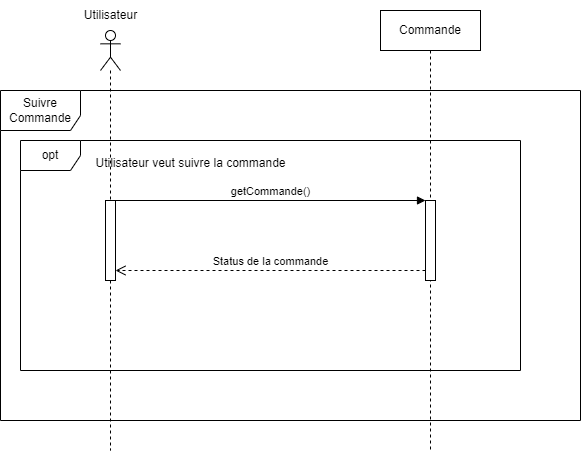 Utilisateur
Commande
Suivre
Commande
opt
Utilisateur veut suivre la commande
getCommande()
Status de la commande